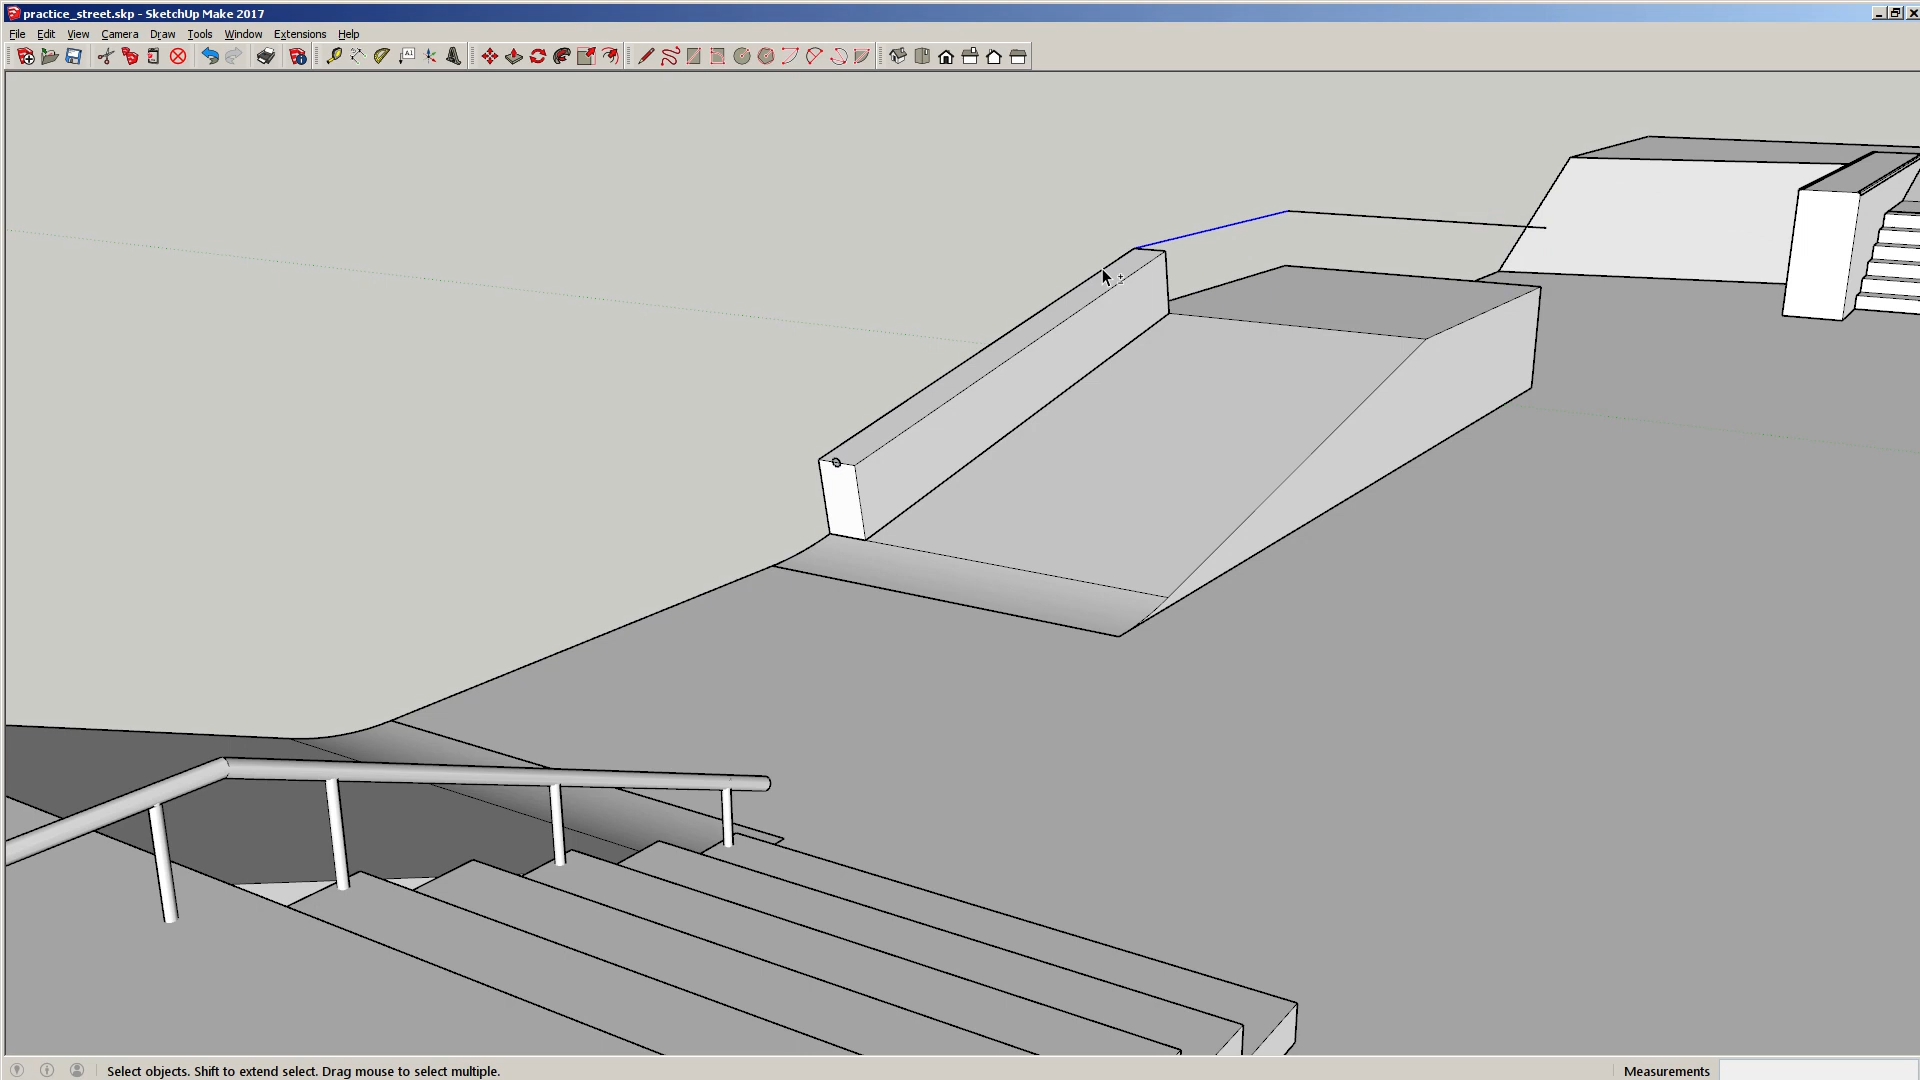 practice_street.skp - SketchUp Make 2017
File Edit View Camera Draw Tools Window Extensions Help
A1
Select objects. Shift to extend select. Drag mouse to select multiple.
Measurements